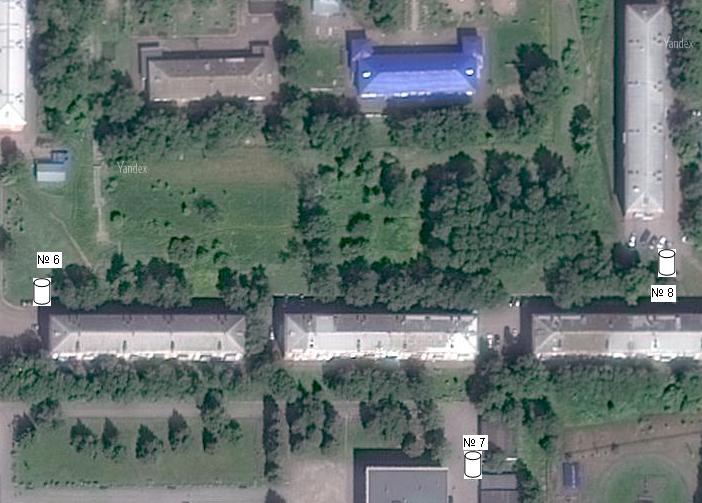 Yandex
Yandex
№ 6
№ 8
№ 7